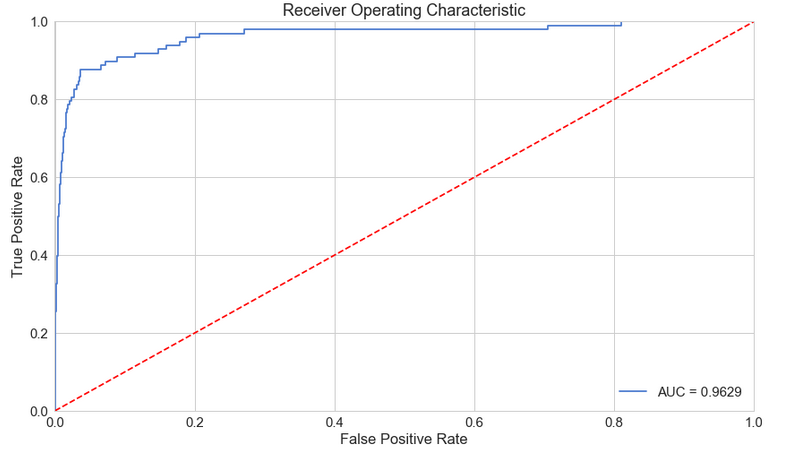 Receiver Operating Characteristic
1.0
0.8
0.6
0.4
0.2
0.0
True Positive Rate
0.0 0.2 0.4 0.6 0.8 1.0
False Positive Rate
AUC = 0.9629